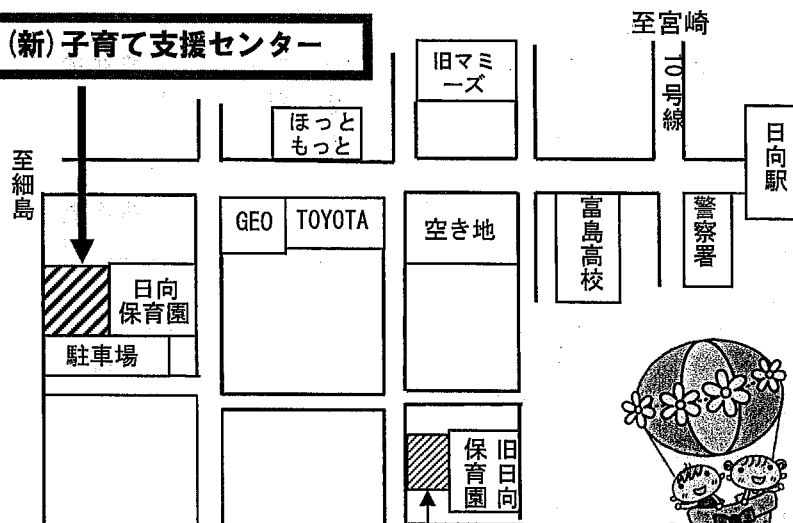 (新)子育て支援センター
至宮崎
10号線
旧マミ
ーズ
ほっと
もっと
日向駅
至細島
GEO
TOYOTA
空き地
富島高校
警察署
日向
保育園
駐車場
旧日向
保育園